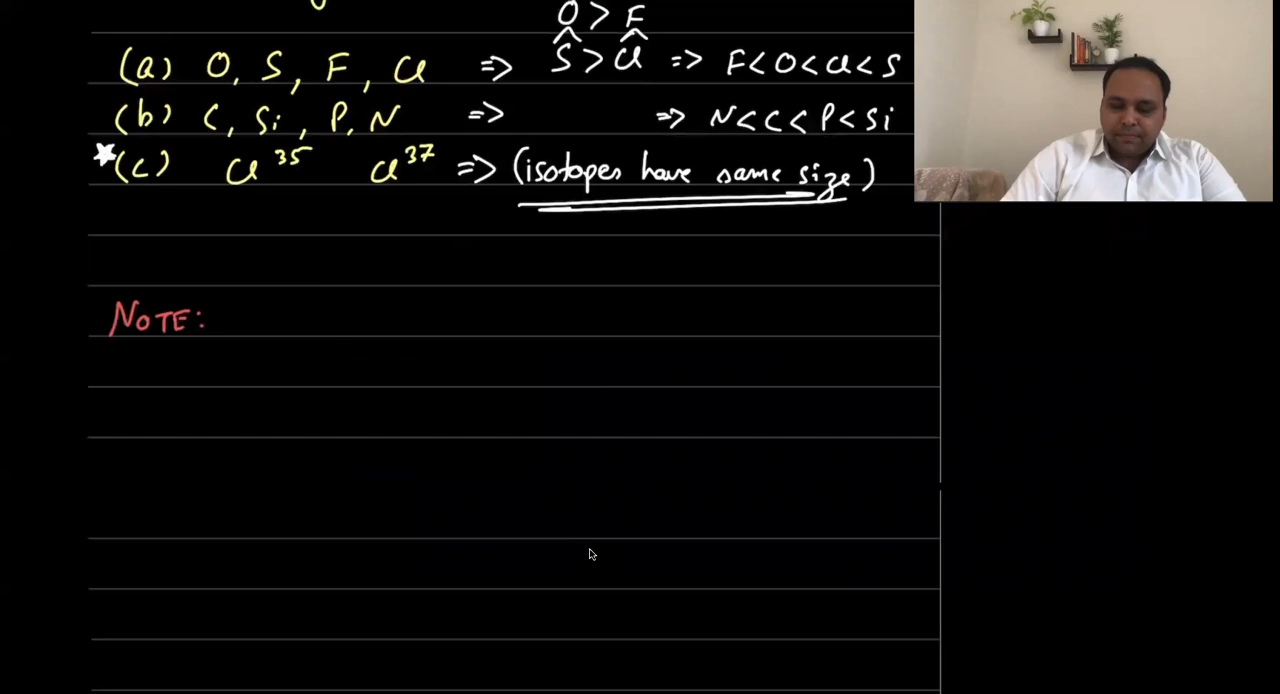 O > F
(a) O, S, F, Cl => S > Cl => F < O < Cl < S
(b) C, Si, P, N => => N < C < P < Si
(c) Cl³⁵ Cl³⁷ => (isotopes have same size)
NOTE: